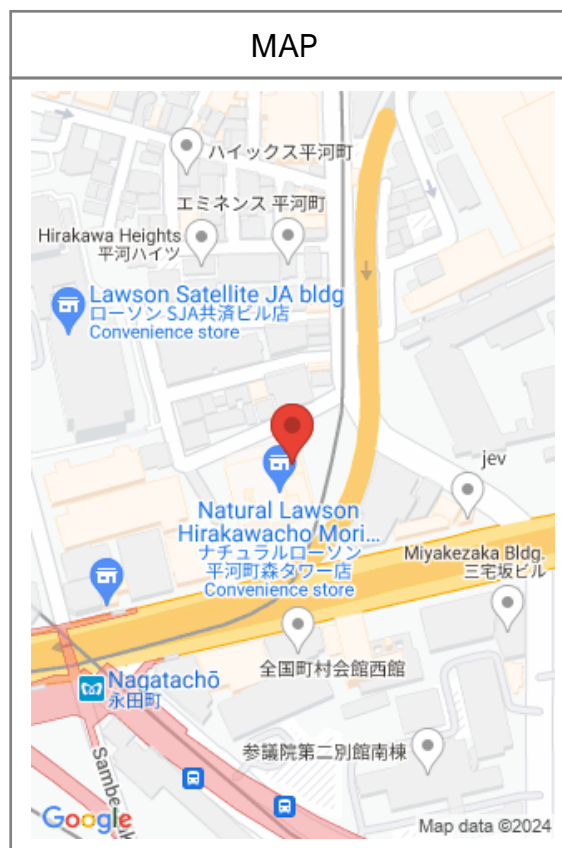 MAP
ハイックス平河町
エミネンス 平河町
Hirakawa Heights
平河ハイツ
Lawson Satellite JA bldg
ローソン SJA共済ビル店
Convenience store
jev
Natural Lawson
Hirakawacho Mori...
ナチュラルローソン
平河町森タワー店
Convenience store
Miyakezaka Bldg.
三宅坂ビル
全国町村会館西館
Nagatachō
永田町
参議院第二別館南棟
Google
Map data ©2024